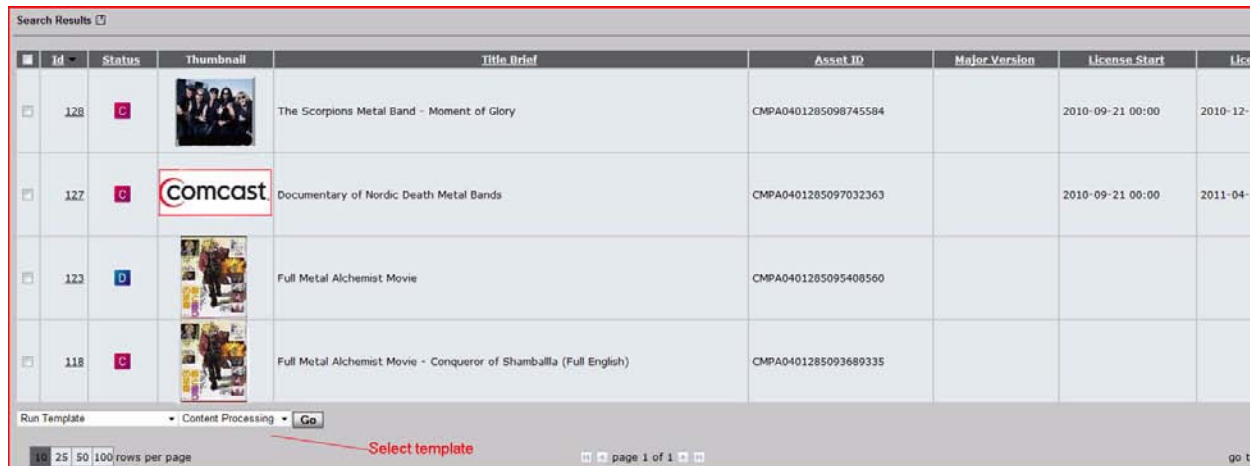 Search Results
Id Status Thumbnail Title Brief Asset ID Major Version License Start Lice
128 C The Scorpions Metal Band - Moment of Glory CMPA0401285098745584 2010-09-21 00:00 2010-12-
127 C comcast. Documentary of Nordic Death Metal Bands CMPA0401285097032363 2010-09-21 00:00 2011-04-
123 D Full Metal Alchemist Movie CMPA0401285095408560
118 C Full Metal Alchemist Movie - Conqueror of Shamballla (Full English) CMPA0401285093689335
Run Template Content Processing Go
Select template
10 25 50 100 rows per page page 1 of 1 go t